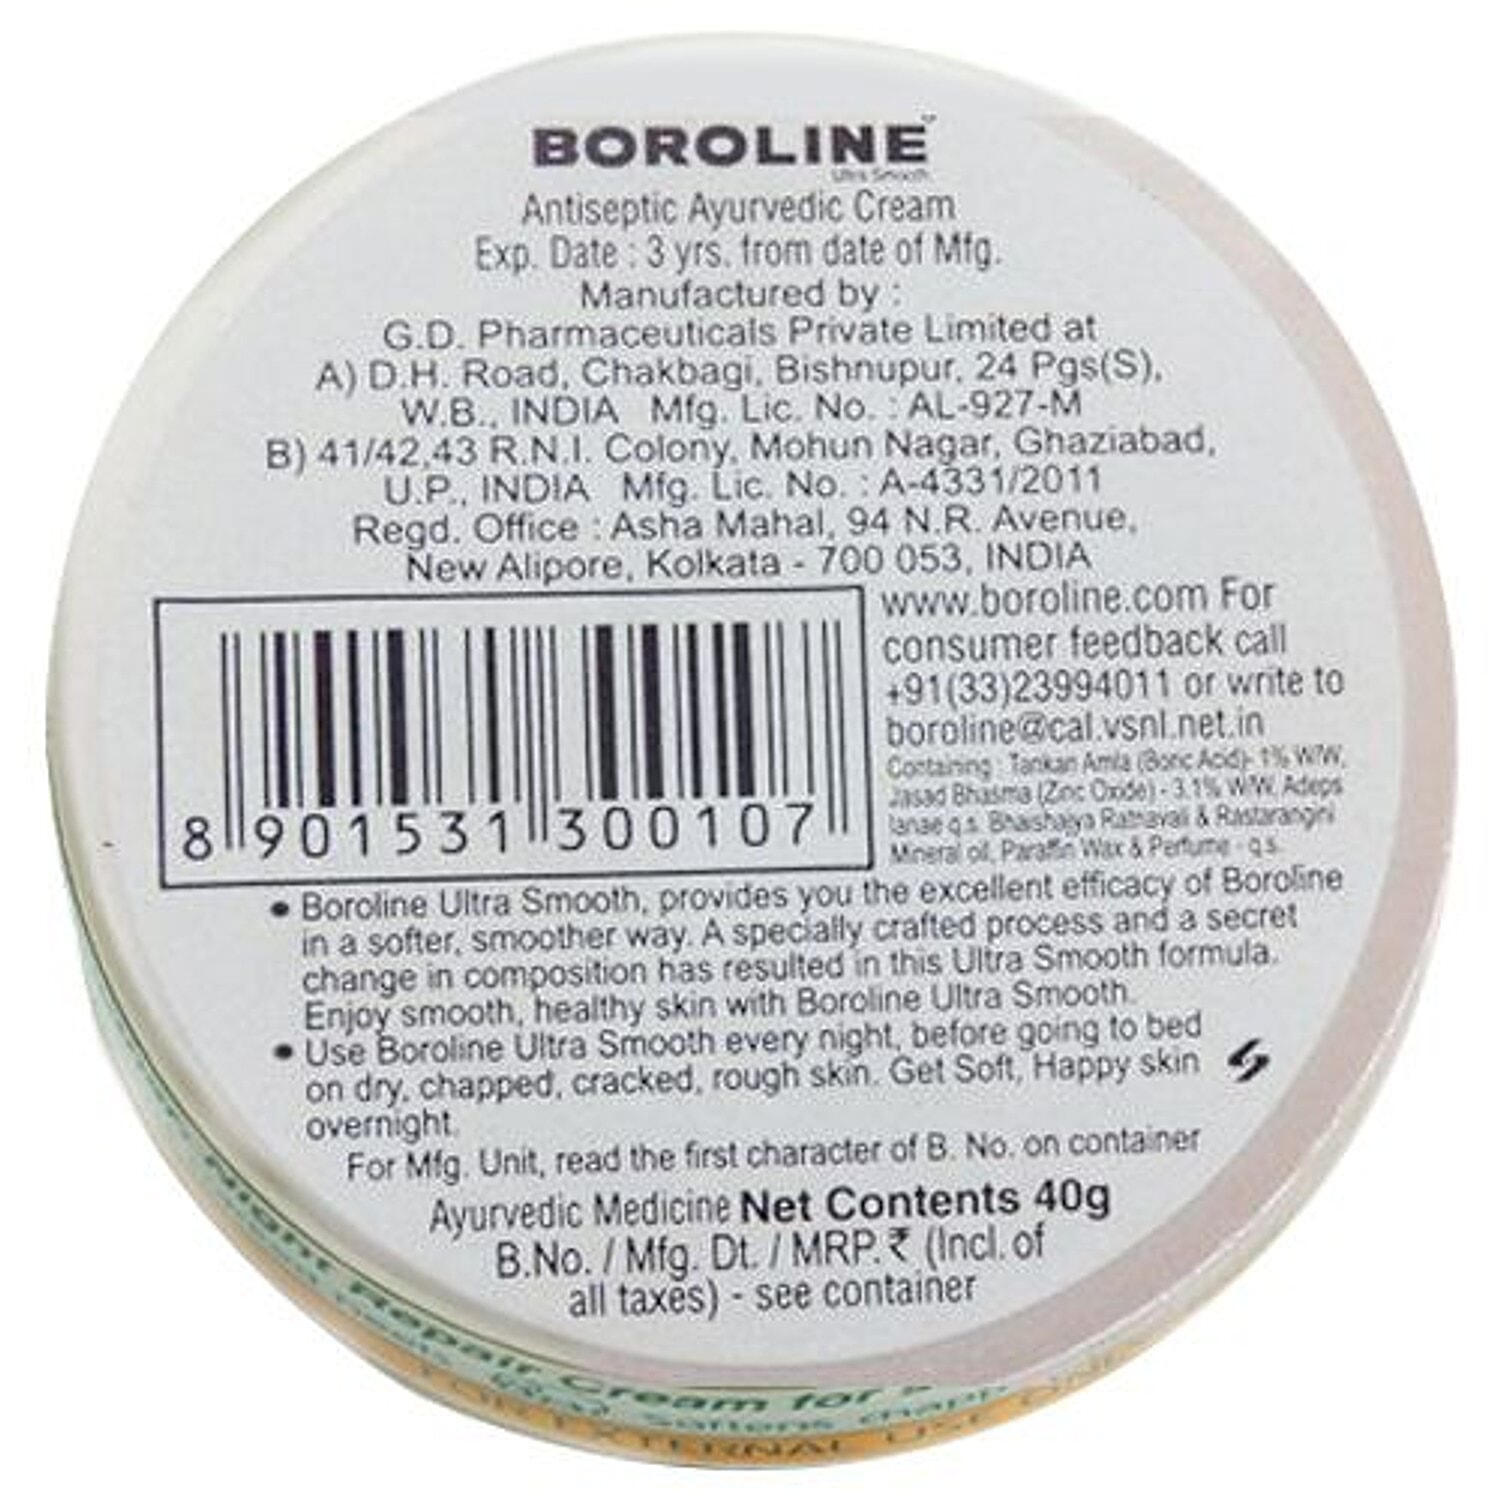 BOROLINE
Ultra Smooth
Antiseptic Ayurvedic Cream
Exp. Date : 3 yrs. from date of Mfg.
Manufactured by :
G.D. Pharmaceuticals Private Limited at
A) D.H. Road, Chakbagi, Bishnupur, 24 Pgs(S),
W.B., INDIA Mfg. Lic. No. : AL-927-M
B) 41/42,43 R.N.I. Colony, Mohun Nagar, Ghaziabad,
U.P., INDIA Mfg. Lic. No. : A-4331/2011
Regd. Office : Asha Mahal, 94 N.R. Avenue,
New Alipore, Kolkata - 700 053, INDIA
www.boroline.com For
consumer feedback call
+91(33)23994011 or write to
boroline@cal.vsnl.net.in
Containing : Tankan Amla (Boric Acid)- 1% W/W,
Jasad Bhasma (Zinc Oxide) - 3.1% W/W, Adeps
lanae q.s. Bhaishajya Ratnavali & Rastarangini
Mineral oil, Paraffin Wax & Perfume - q.s.
8 901531 300107
• Boroline Ultra Smooth, provides you the excellent efficacy of Boroline
in a softer, smoother way. A specially crafted process and a secret
change in composition has resulted in this Ultra Smooth formula.
Enjoy smooth, healthy skin with Boroline Ultra Smooth.
• Use Boroline Ultra Smooth every night, before going to bed
on dry, chapped, cracked, rough skin. Get Soft, Happy skin
overnight.
For Mfg. Unit, read the first character of B. No. on container
Ayurvedic Medicine Net Contents 40g
B.No. / Mfg. Dt. / MRP.₹ (Incl. of
all taxes) - see container
Night Repair Cream for
Softens
FOR EXTERNAL USE